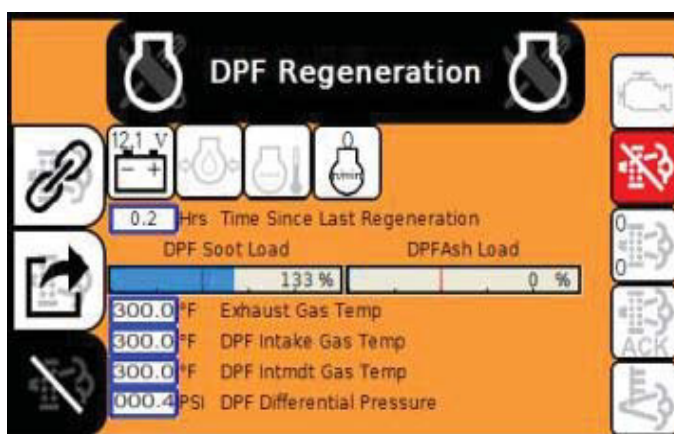 DPF Regeneration
12.1 V
0
n/min
0.2 Hrs Time Since Last Regeneration
DPF Soot Load DPFAsh Load
133 % 0 %
0
0
300.0 °F Exhaust Gas Temp
300.0 °F DPF Intake Gas Temp
ACK
300.0 °F DPF Intmdt Gas Temp
000.4 PSI DPF Differential Pressure